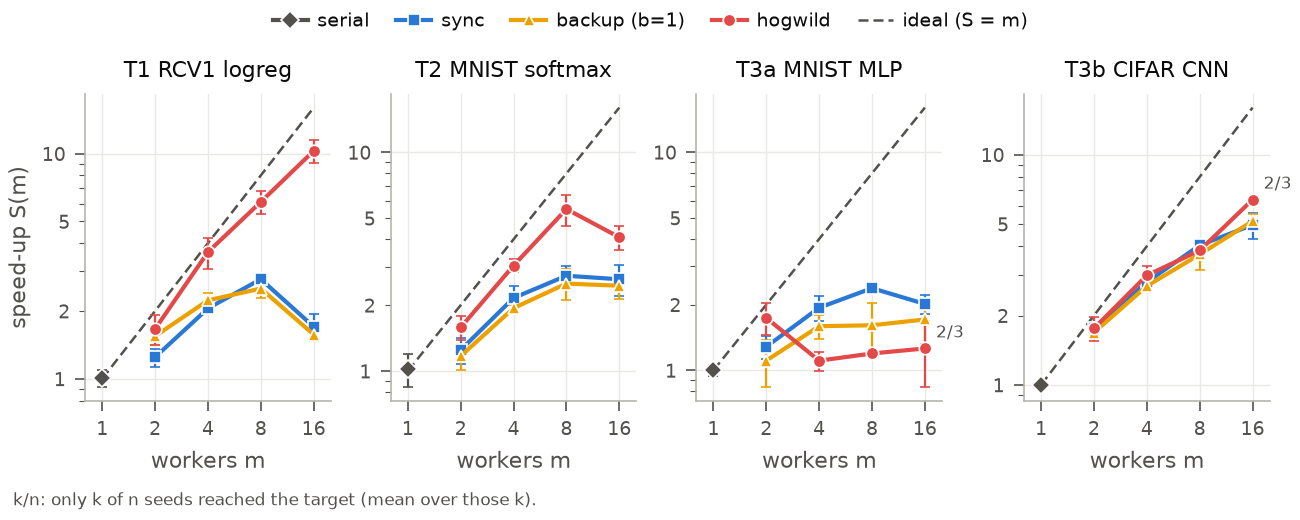 serial sync backup (b=1) hogwild ideal (S = m)
T1 RCV1 logreg T2 MNIST softmax T3a MNIST MLP T3b CIFAR CNN
speed-up S(m)
10 10 10 10
5 5 5 5
2 2 2 2
1 1 1 1
2/3 2/3
1 2 4 8 16 1 2 4 8 16 1 2 4 8 16 1 2 4 8 16
workers m workers m workers m workers m
k/n: only k of n seeds reached the target (mean over those k).